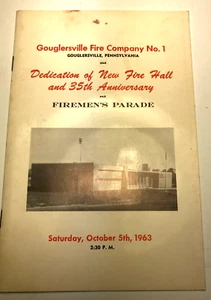 Gouglersville Fire Company No. 1
GOUGLERSVILLE, PENNSYLVANIA
and
Dedication of New Fire Hall
and 35th Anniversary
and
FIREMEN'S PARADE
Saturday, October 5th, 1963
2:30 P. M.